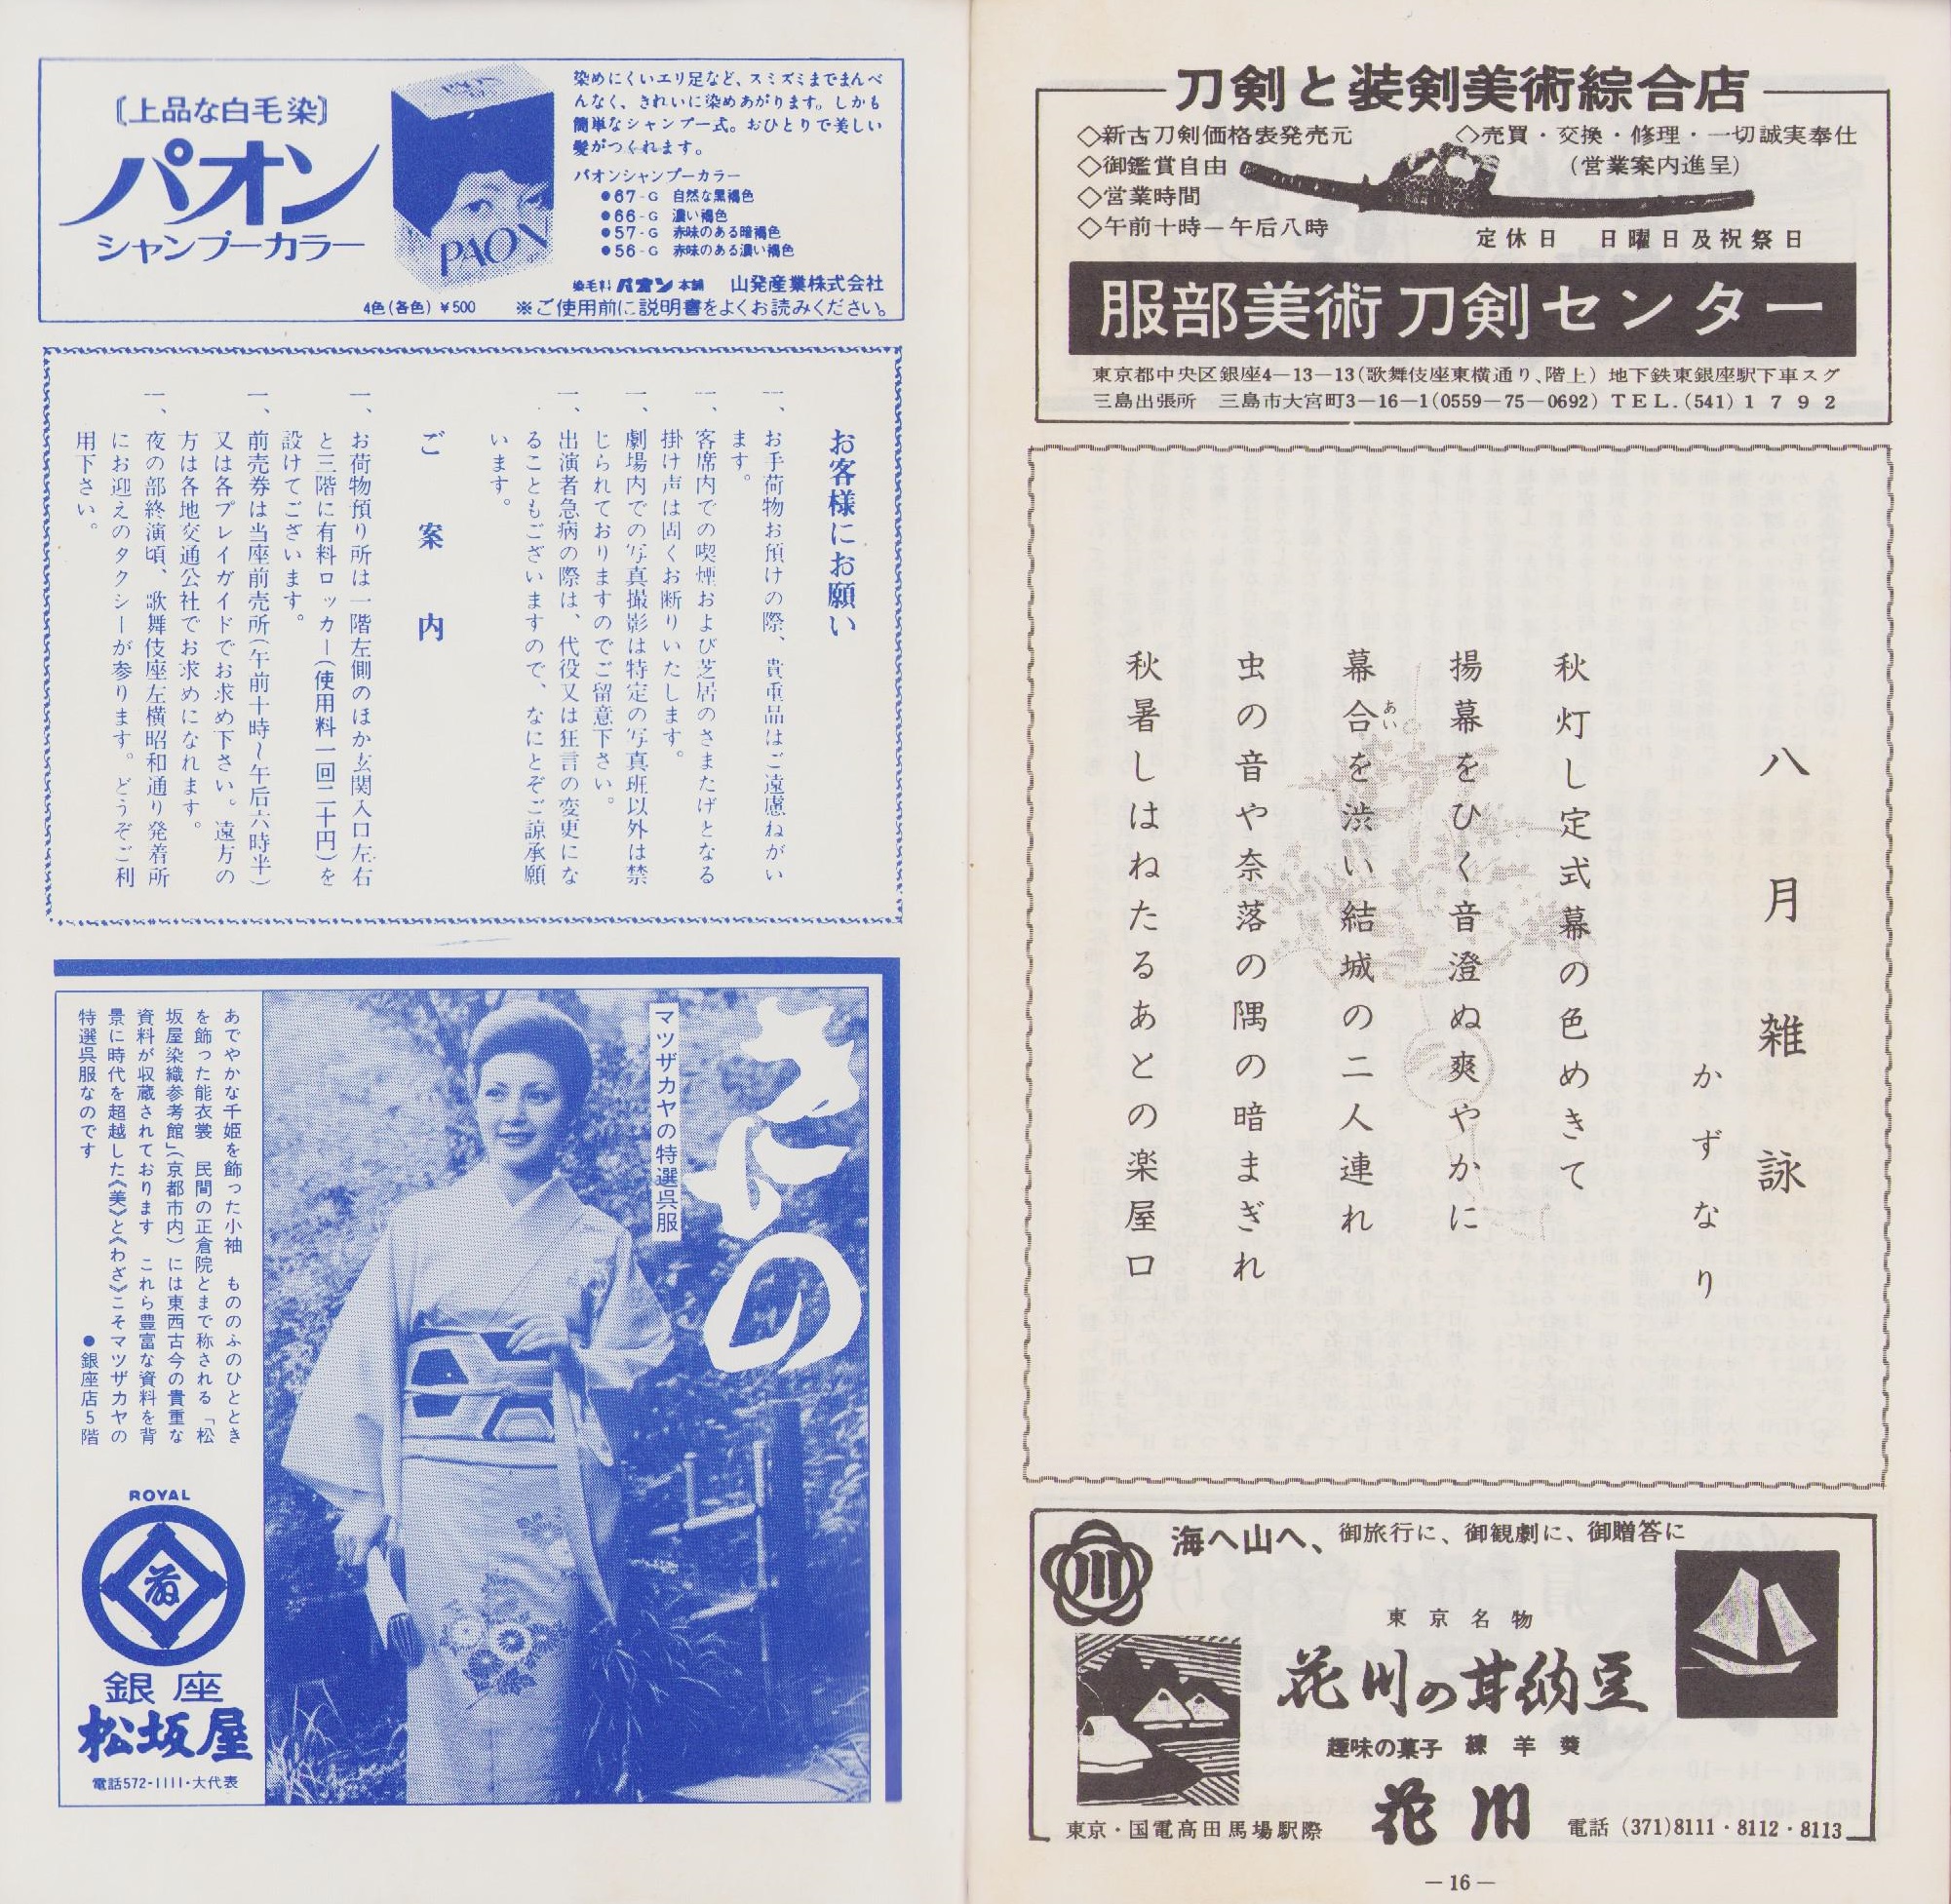 刀剣と装剣美術綜合店
◇新古刀剣価格表発売元
◇御鑑賞自由
◇営業時間
◇午前十時―午后八時
◇売買・交換・修理・一切誠実奉仕
(営業案内進呈)
定休日 日曜日及祝祭日
服部美術刀剣センター
東京都中央区銀座4―13―13(歌舞伎座東横通り、階上) 地下鉄東銀座駅下車スグ
三島出張所 三島市大宮町3―16―1(0559―75―0692) TEL.(541)1792
八月雑詠
かずなり
秋灯し定式幕の色めきて
揚幕をひく音澄ぬ爽やかに
幕合を渋い結城の二人連れ
あい
虫の音や奈落の隅の暗まぎれ
秋暑しはねたるあとの楽屋口
海へ山へ、御旅行に、御観劇に、御贈答に
川
東京名物
花川の甘納豆
趣味の菓子 練羊羹
花川
東京・国電高田馬場駅際
電話 (371)8111・8112・8113
―16―
〔上品な白毛染〕
パオン
シャンプーカラー
PAON
染めにくいエリ足など、スミズミまでまんべ
んなく、きれいに染めあがります。しかも
簡単なシャンプー式。おひとりで美しい
髪がつくれます。
パオンシャンプーカラー
●67-G 自然な黒褐色
●66-G 濃い褐色
●57-G 赤味のある暗褐色
●56-G 赤味のある濃い褐色
染毛料 パオン 本舗 山発産業株式会社
4色(各色) ¥500 ※ご使用前に説明書をよくお読みください。
お客様にお願い
一、お手荷物お預けの際、貴重品はご遠慮ねがい
ます。
一、客席内での喫煙および芝居のさまたげとなる
掛け声は固くお断りいたします。
一、劇場内での写真撮影は特定の写真班以外は禁
じられておりますのでご留意下さい。
一、出演者急病の際は、代役又は狂言の変更にな
ることもございますので、なにとぞご諒承願
います。
ご案内
一、お荷物預り所は一階左側のほか玄関入口左右
と三階に有料ロッカー(使用料一回二十円)を
設けてございます。
一、前売券は当座前売所(午前十時〜午后六時半)
又は各プレイガイドでお求め下さい。遠方の
方は各地交通公社でお求めになれます。
一、夜の部終演頃、歌舞伎座左横昭和通り発着所
にお迎えのタクシーが参ります。どうぞご利
用下さい。
きもの
マツザカヤの特選呉服
あでやかな千姫を飾った小袖 もののふのひととき
を飾った能衣裳 民間の正倉院とまで称される「松
坂屋染織参考館」(京都市内)には東西古今の貴重な
資料が収蔵されております これら豊富な資料を背
景に時代を超越した《美》と《わざ》こそマツザカヤの
特選呉服なのです
●銀座店5階
ROYAL
銀座
松坂屋
電話572-1111・大代表